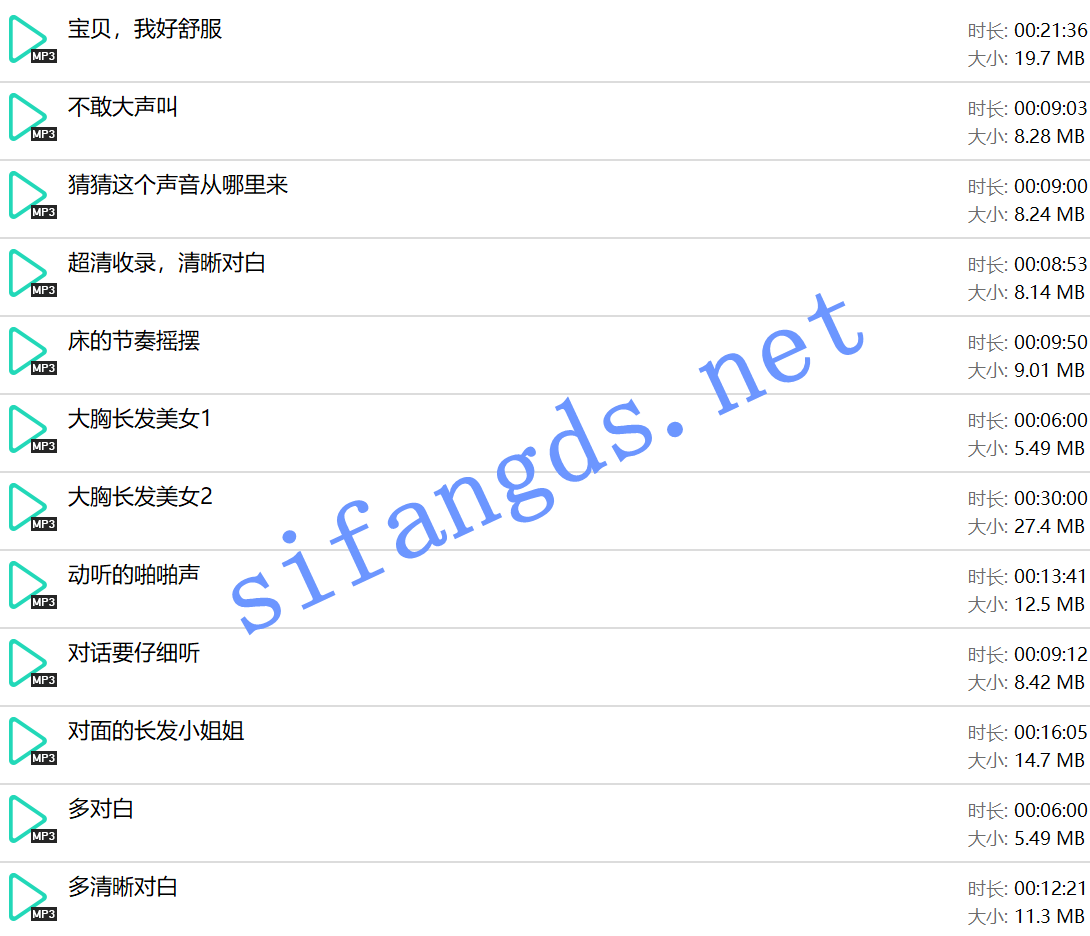 宝贝，我好舒服
时长: 00:21:36
MP3
大小: 19.7 MB
不敢大声叫
时长: 00:09:03
MP3
大小: 8.28 MB
猜猜这个声音从哪里来
时长: 00:09:00
MP3
大小: 8.24 MB
超清收录，清晰对白
时长: 00:08:53
MP3
大小: 8.14 MB
床的节奏摇摆
时长: 00:09:50
MP3
大小: 9.01 MB
大胸长发美女1
时长: 00:06:00
MP3
大小: 5.49 MB
大胸长发美女2
时长: 00:30:00
MP3
大小: 27.4 MB
sifangds.net
动听的啪啪声
时长: 00:13:41
MP3
大小: 12.5 MB
对话要仔细听
时长: 00:09:12
MP3
大小: 8.42 MB
对面的长发小姐姐
时长: 00:16:05
MP3
大小: 14.7 MB
多对白
时长: 00:06:00
MP3
大小: 5.49 MB
多清晰对白
时长: 00:12:21
MP3
大小: 11.3 MB